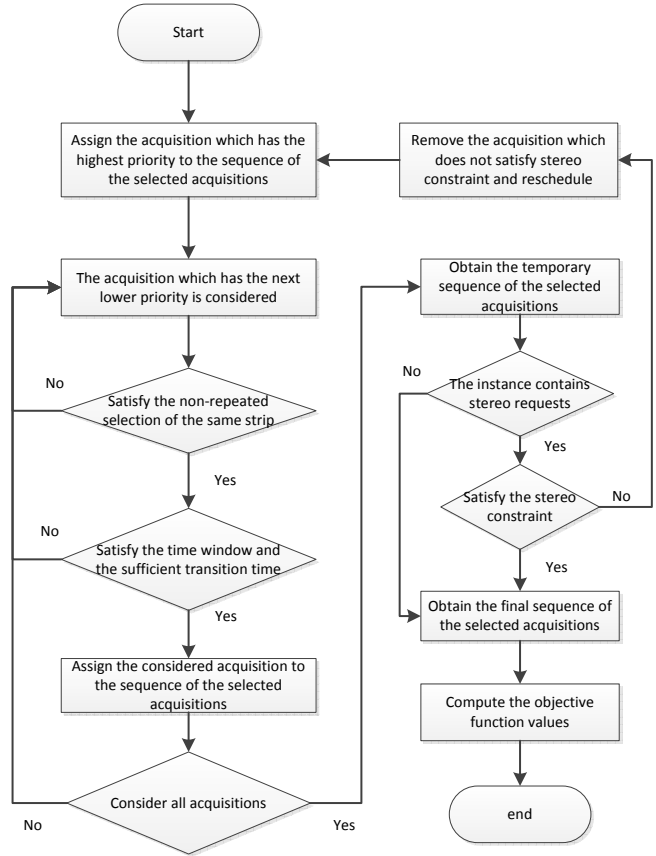 Start
Assign the acquisition which has the
highest priority to the sequence of
the selected acquisitions
Remove the acquisition which
does not satisfy stereo
constraint and reschedule
The acquisition which has the next
lower priority is considered
No
Satisfy the non-repeated
selection of the same strip
Yes
No
Satisfy the time window and
the sufficient transition time
Yes
Assign the considered acquisition to
the sequence of the selected
acquisitions
Consider all acquisitions
No
Yes
Obtain the temporary
sequence of the selected
acquisitions
No
The instance contains
stereo requests
Yes
Satisfy the stereo
constraint
No
Yes
Obtain the final sequence of
the selected acquisitions
Compute the objective
function values
end